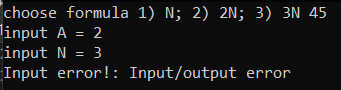 choose formula 1) N; 2) 2N; 3) 3N 45
input A = 2
input N = 3
Input error!: Input/output error